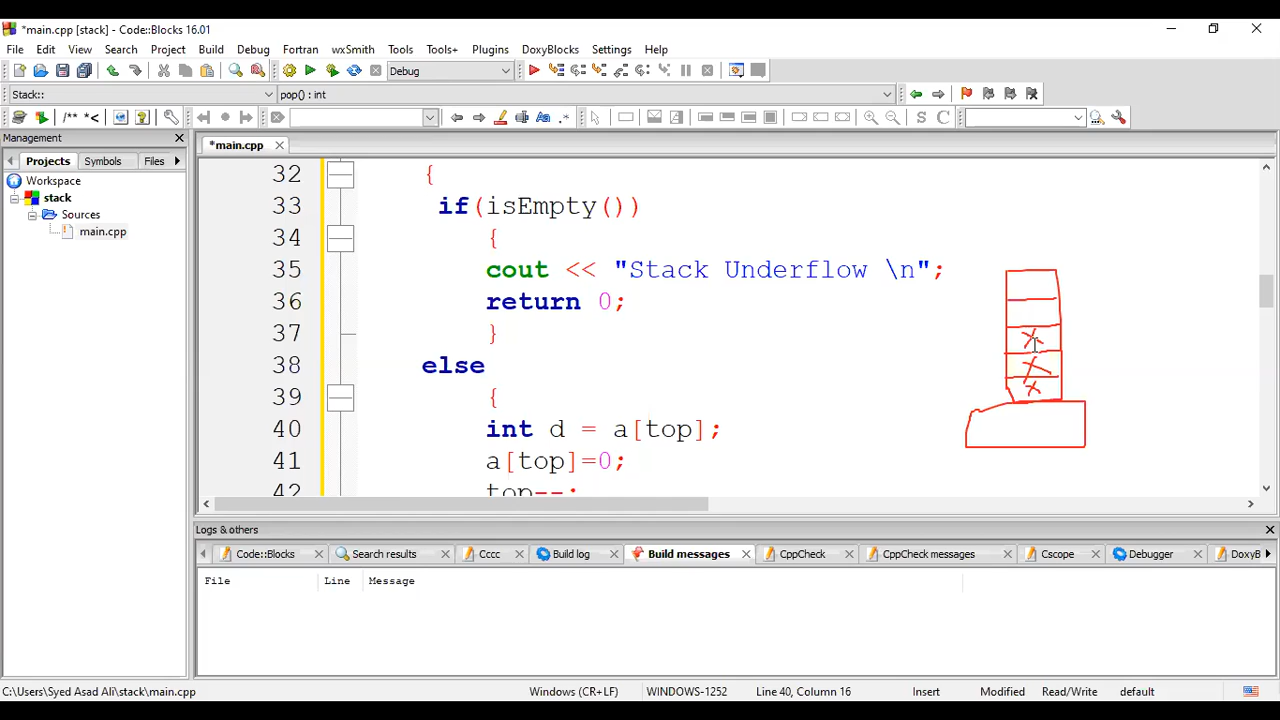 *main.cpp [stack] - Code::Blocks 16.01
File Edit View Search Project Build Debug Fortran wxSmith Tools Tools+ Plugins DoxyBlocks Settings Help
Debug
Stack:: pop() : int
/** *< .* S C
Management
*main.cpp
Projects Symbols Files
Workspace
stack
Sources
main.cpp
32 {
33 if(isEmpty())
34 {
35 cout << "Stack Underflow \n";
36 return 0;
37 }
38 else
39 {
40 int d = a[top];
41 a[top]=0;
42 top--;
X
X
X
Logs & others
Code::Blocks Search results Cccc Build log Build messages CppCheck CppCheck messages Cscope Debugger DoxyB
File Line Message
C:\Users\Syed Asad Ali\stack\main.cpp Windows (CR+LF) WINDOWS-1252 Line 40, Column 16 Insert Modified Read/Write default